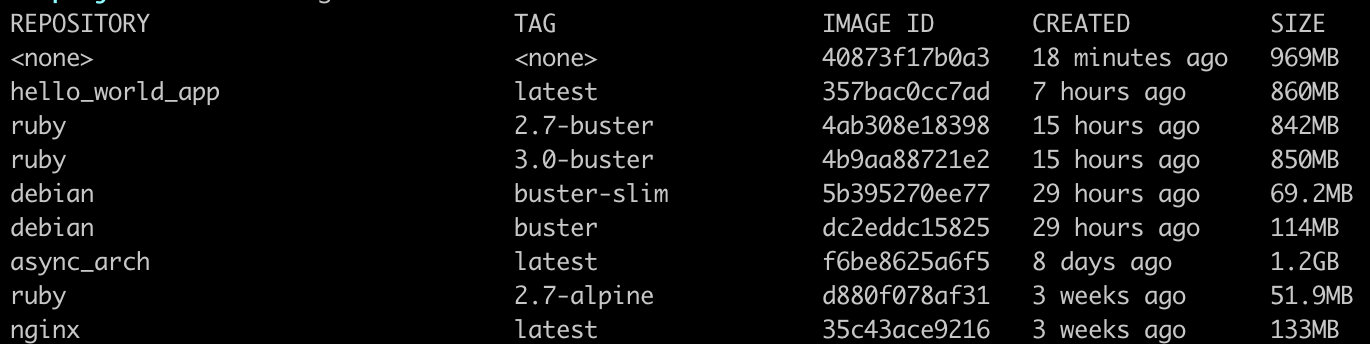 REPOSITORY TAG IMAGE ID CREATED SIZE
<none> <none> 40873f17b0a3 18 minutes ago 969MB
hello_world_app latest 357bac0cc7ad 7 hours ago 860MB
ruby 2.7-buster 4ab308e18398 15 hours ago 842MB
ruby 3.0-buster 4b9aa88721e2 15 hours ago 850MB
debian buster-slim 5b395270ee77 29 hours ago 69.2MB
debian buster dc2eddc15825 29 hours ago 114MB
async_arch latest f6be8625a6f5 8 days ago 1.2GB
ruby 2.7-alpine d880f078af31 3 weeks ago 51.9MB
nginx latest 35c43ace9216 3 weeks ago 133MB